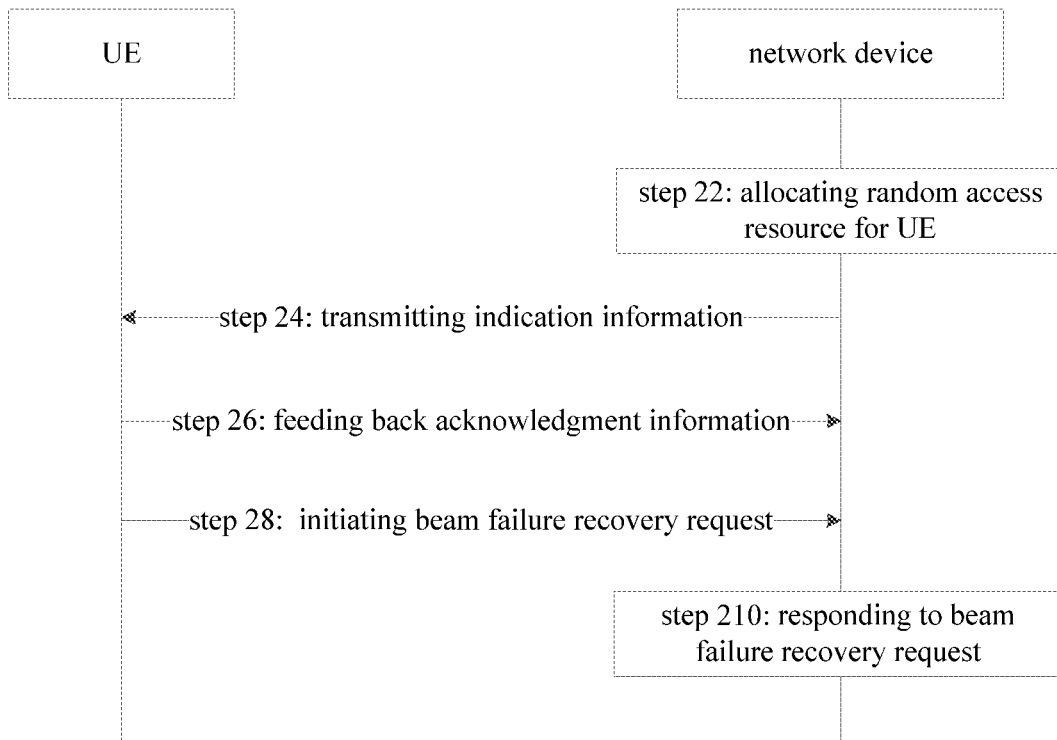 UE
network device
step 22: allocating random access
resource for UE
step 24: transmitting indication information
step 26: feeding back acknowledgment information
step 28: initiating beam failure recovery request
step 210: responding to beam
failure recovery request